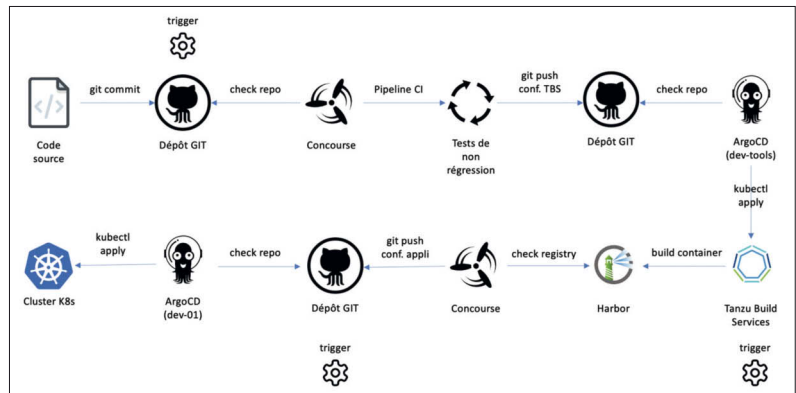 trigger
git commit
check repo
Pipeline CI
git push
conf. TBS
check repo
Code
source
Dépôt GIT
Concourse
Tests de
non
régression
Dépôt GIT
ArgoCD
(dev-tools)
kubectl
apply
kubectl
apply
check repo
git push
conf. appli
check registry
build container
Cluster K8s
ArgoCD
(dev-01)
Dépôt GIT
Concourse
Harbor
Tanzu Build
Services
trigger
trigger